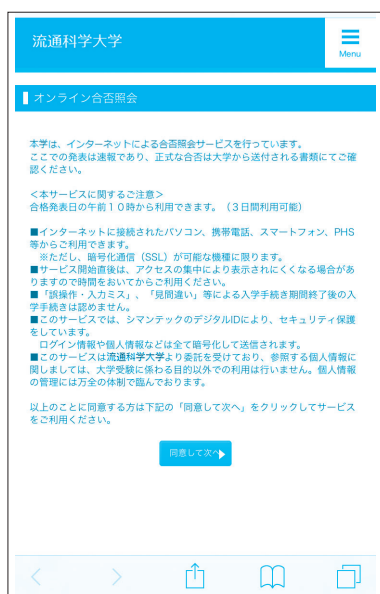 流通科学大学
Menu
オンライン合否照会
本学は、インターネットによる合否照会サービスを行っています。
ここでの発表は速報であり、正式な合否は大学から送付される書類にてご確
認ください。
＜本サービスに関するご注意＞
合格発表日の午前１０時から利用できます。（３日間利用可能）
■インターネットに接続されたパソコン、携帯電話、スマートフォン、PHS
等からご利用できます。
※ただし、暗号化通信（SSL）が可能な機種に限ります。
■サービス開始直後は、アクセスの集中により表示されにくくなる場合があ
りますので時間をおいてからご利用ください。
■「誤操作・入力ミス」、「見間違い」等による入学手続き期間終了後の入
学手続きは認めません。
■このサービスでは、シマンテックのデジタルIDにより、セキュリティ保護
をしています。
ログイン情報や個人情報などは全て暗号化して送信されます。
■このサービスは流通科学大学より委託を受けており、参照する個人情報に
関しましては、大学受験に係わる目的以外での利用は行いません。個人情報
の管理には万全の体制で臨んでおります。
以上のことに同意する方は下記の「同意して次へ」をクリックしてサービス
をご利用ください。
同意して次へ